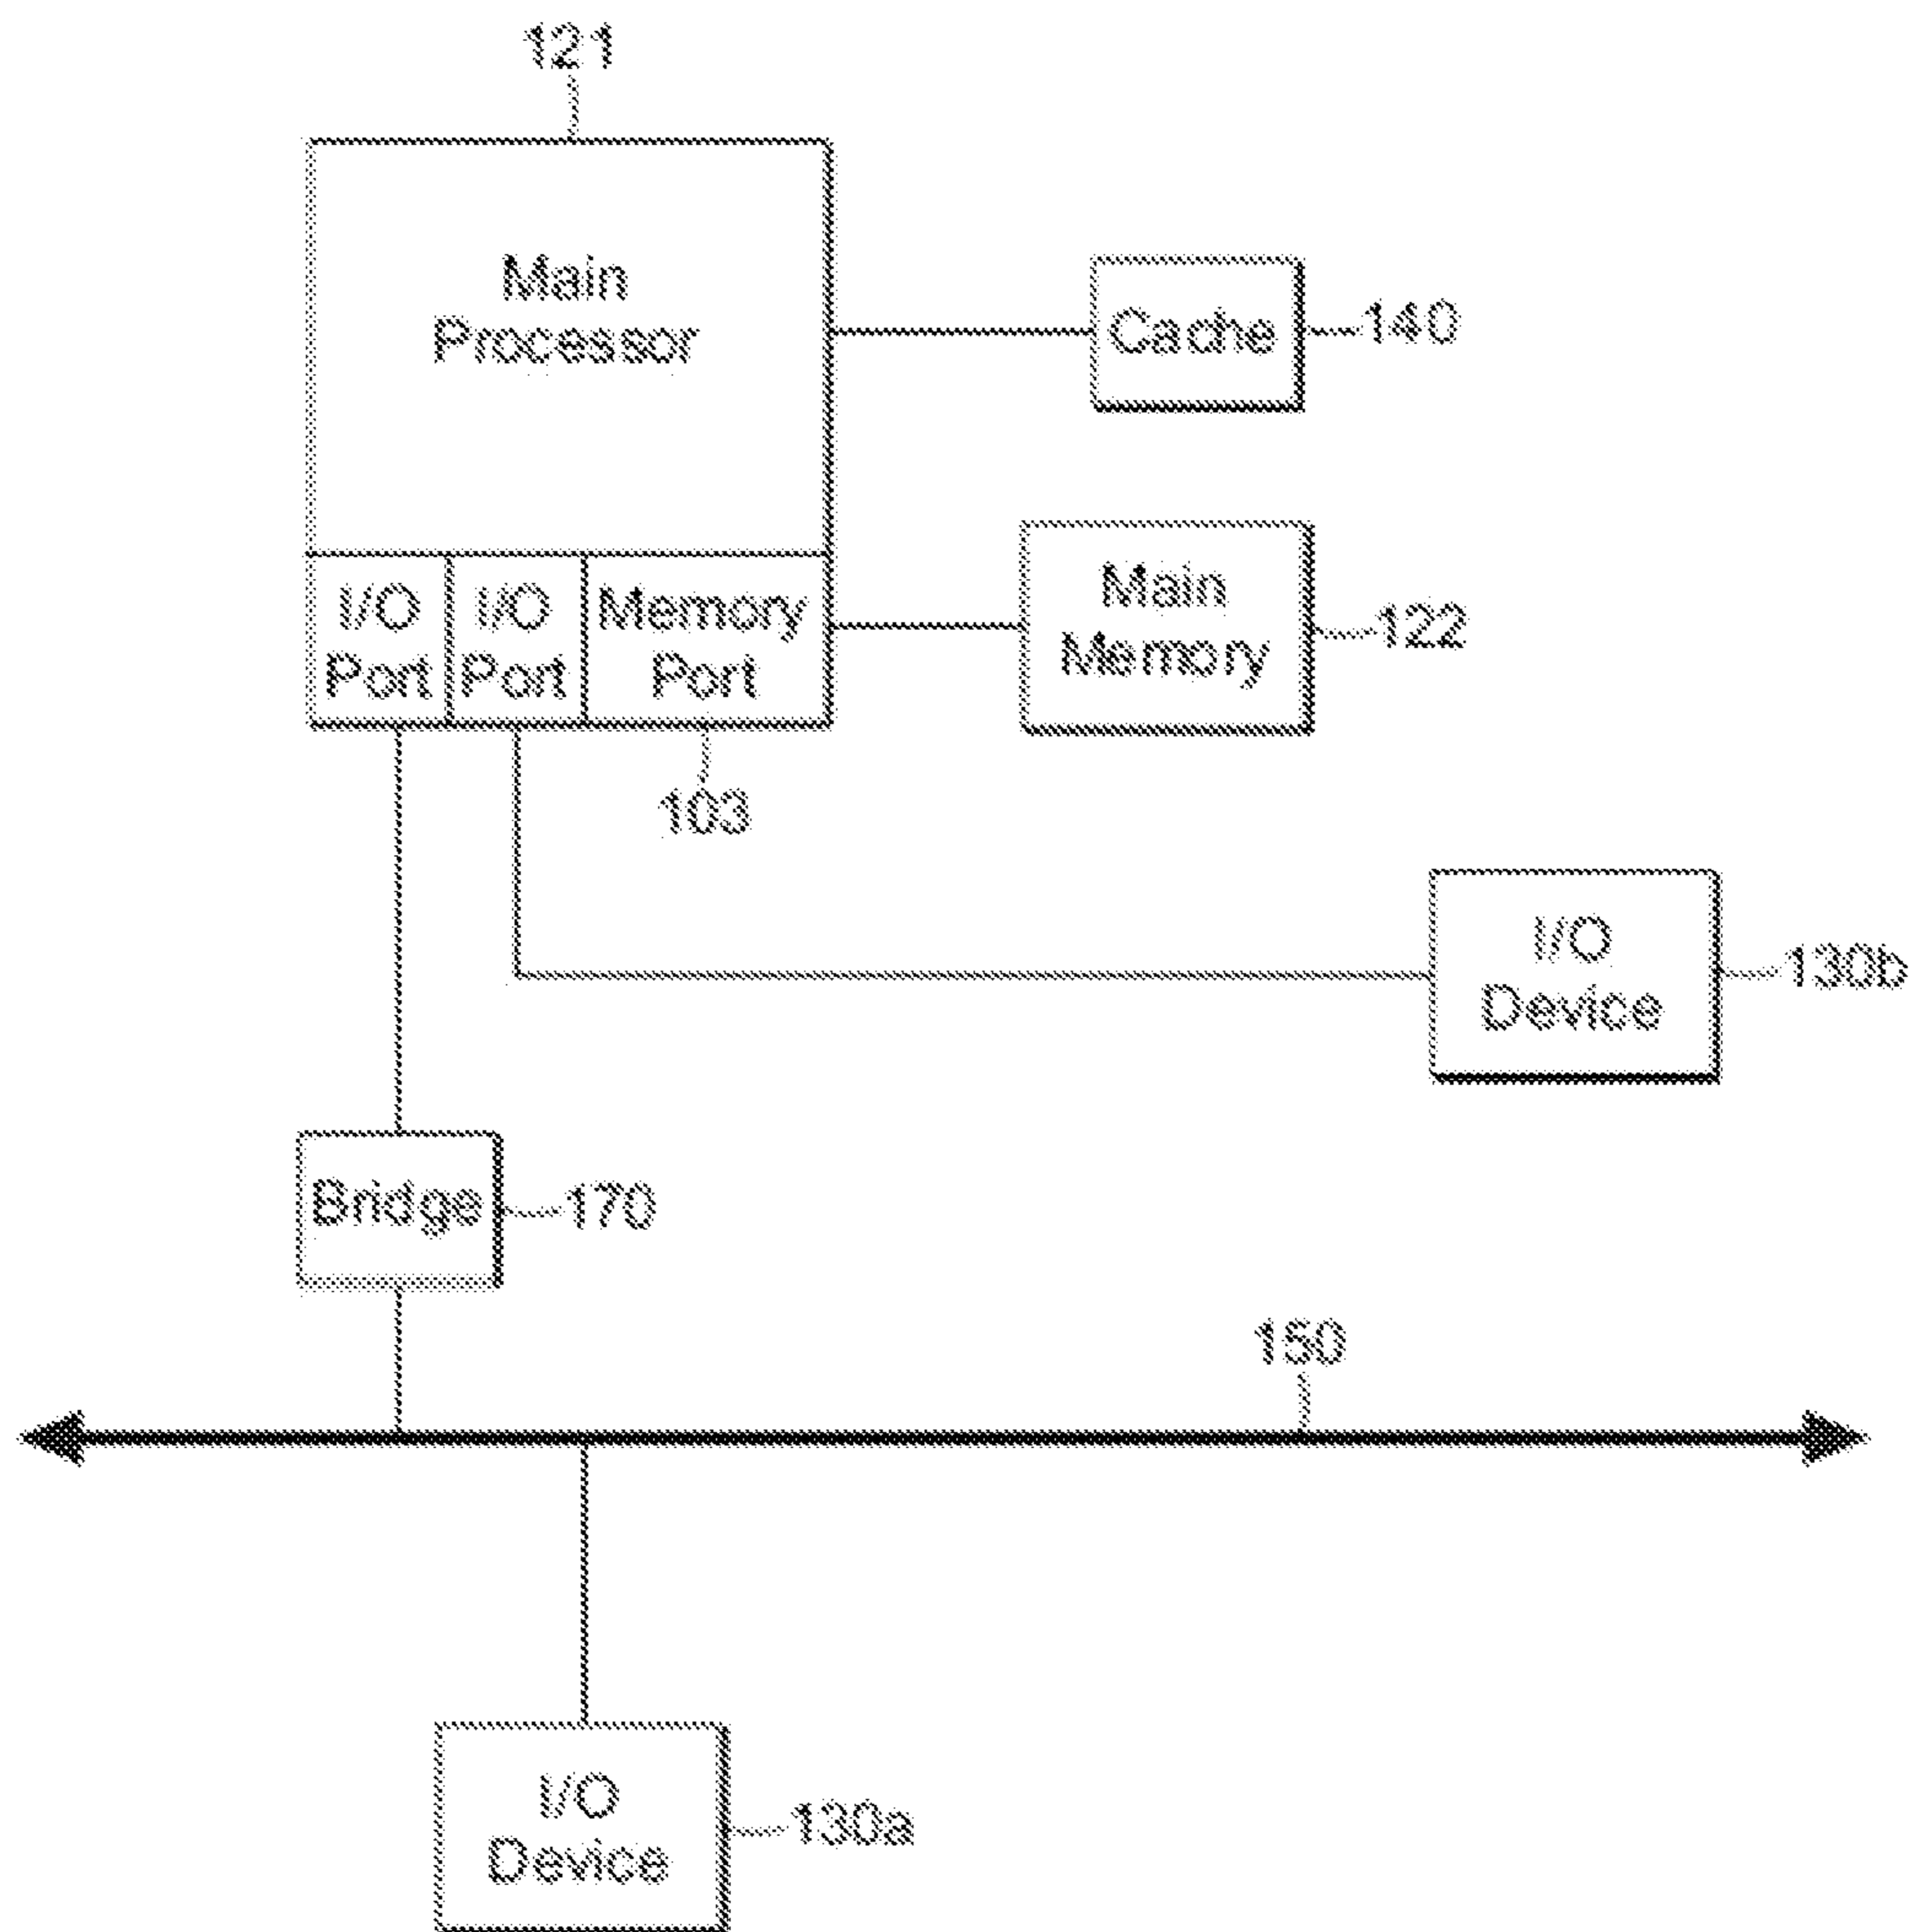 121
Main
Processor
Cache
140
I/O
Port
I/O
Port
Memory
Port
Main
Memory
122
103
I/O
Device
130b
Bridge
170
150
I/O
Device
130a